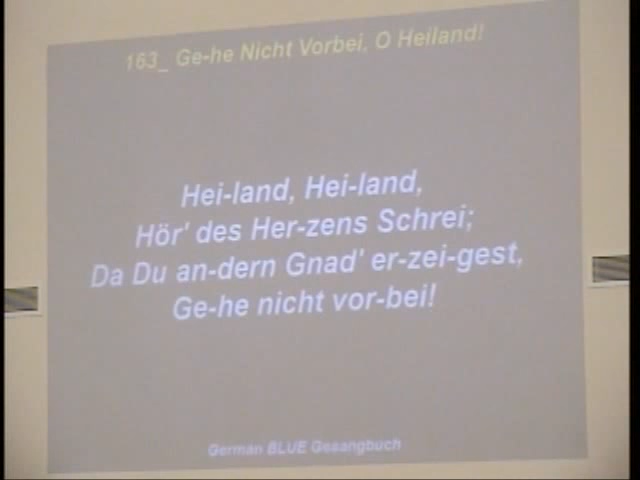 163_ Ge-he Nicht Vorbei, O Heiland!
Hei-land, Hei-land,
Hör' des Her-zens Schrei;
Da Du an-dern Gnad' er-zei-gest,
Ge-he nicht vor-bei!
German BLUE Gesangbuch